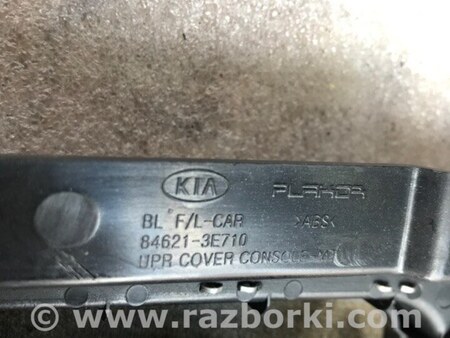 KIA PLAKOR
BL F/L-CAR >ABS<
84621-3E710
UPR COVER CONSOLE-M
www.razborki.com